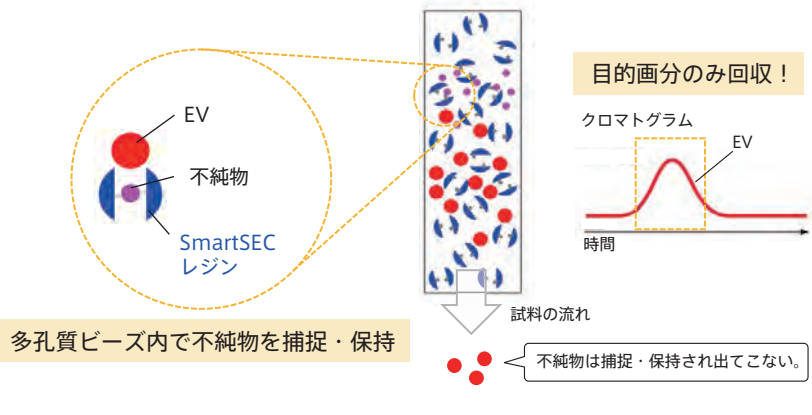 EV
不純物
SmartSEC
レジン
多孔質ビーズ内で不純物を捕捉・保持
目的画分のみ回収！
クロマトグラム
EV
時間
試料の流れ
不純物は捕捉・保持され出てこない。